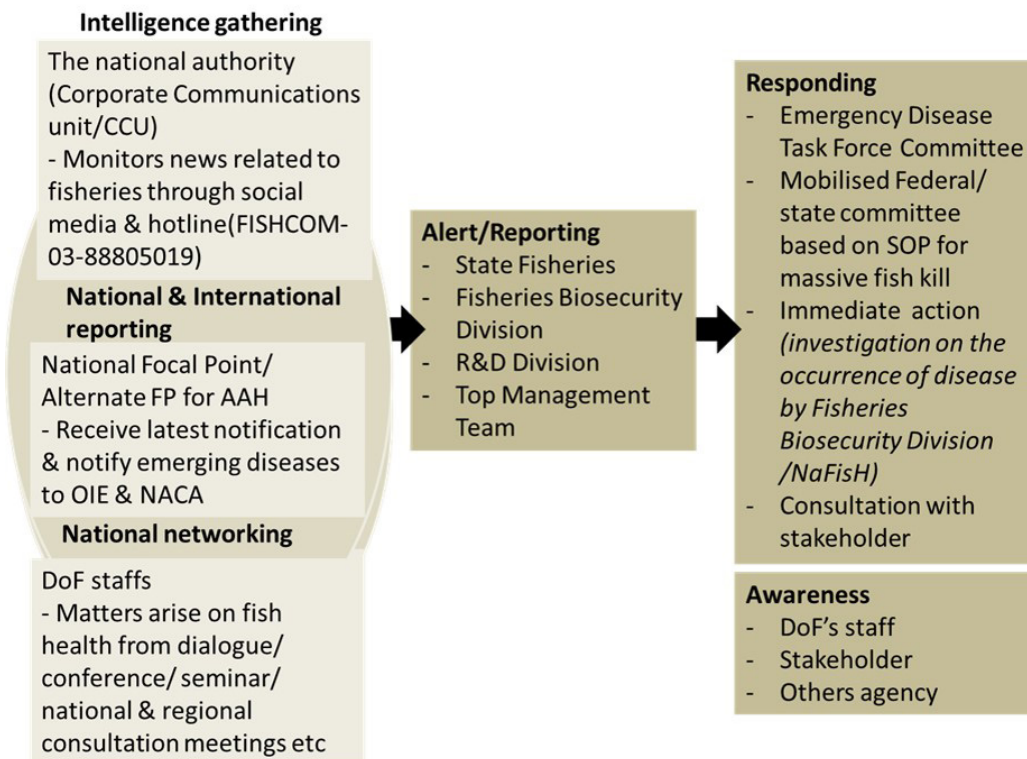 Intelligence gathering
The national authority
(Corporate Communications
unit/CCU)
- Monitors news related to
fisheries through social
media & hotline(FISHCOM-
03-88805019)
National & International
reporting
National Focal Point/
Alternate FP for AAH
- Receive latest notification
& notify emerging diseases
to OIE & NACA
National networking
DoF staffs
- Matters arise on fish
health from dialogue/
conference/ seminar/
national & regional
consultation meetings etc
Alert/Reporting
- State Fisheries
- Fisheries Biosecurity
Division
- R&D Division
- Top Management
Team
Responding
- Emergency Disease
Task Force Committee
- Mobilised Federal/
state committee
based on SOP for
massive fish kill
- Immediate action
(investigation on the
occurrence of disease
by Fisheries
Biosecurity Division
/NaFisH)
- Consultation with
stakeholder
Awareness
- DoF's staff
- Stakeholder
- Others agency